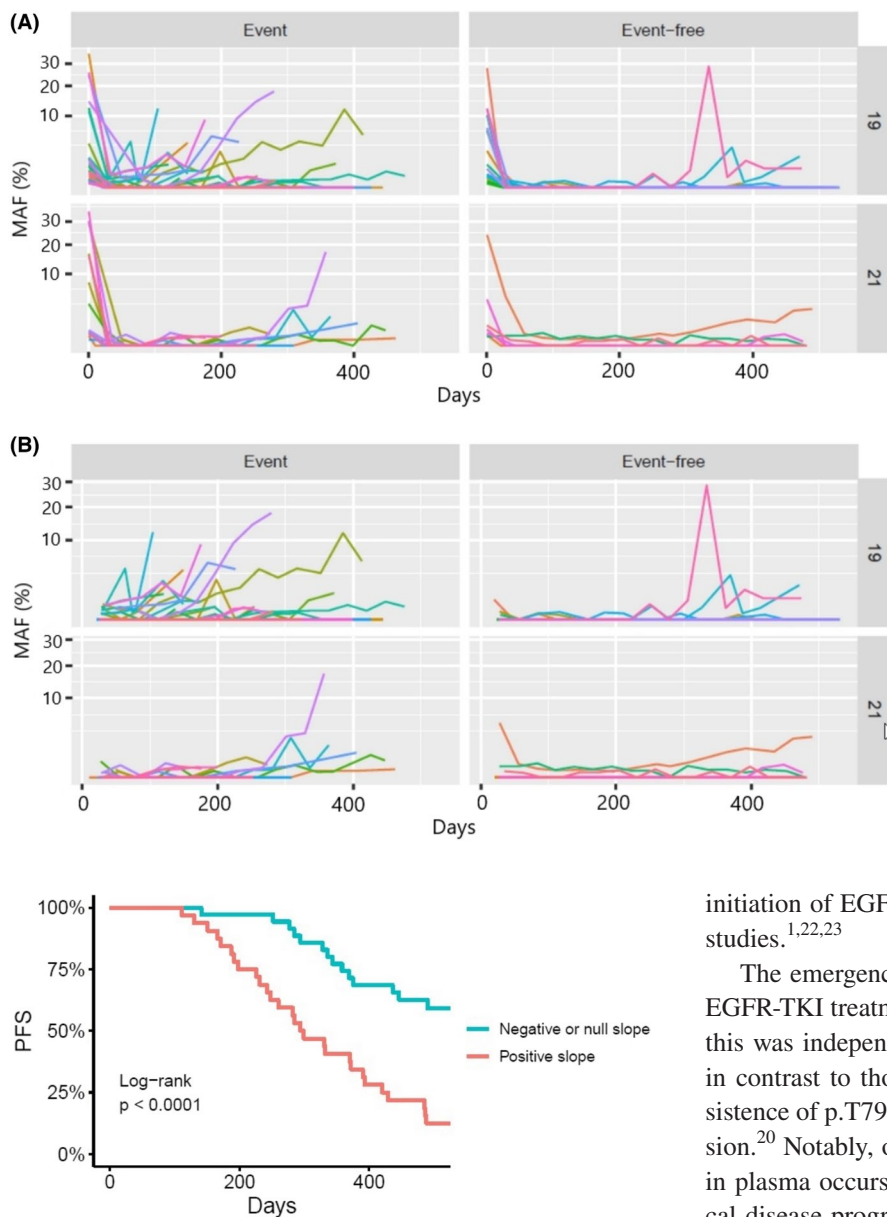 (A)
Event
Event-free
MAF (%)
30
20
10
19
30
20
10
21
0
200
400
0
200
400
Days
(B)
Event
Event-free
MAF (%)
30
20
10
19
30
20
10
21
0
200
400
0
200
400
Days
PFS
100%
75%
50%
25%
0%
Log-rank
p < 0.0001
Negative or null slope
Positive slope
0
200
400
Days
initiation of EGF
studies.1,22,23
The emergenc
EGFR-TKI treatn
this was indepen
in contrast to tho
sistence of p.T79
sion.20 Notably, o
in plasma occurs
cal disease progr